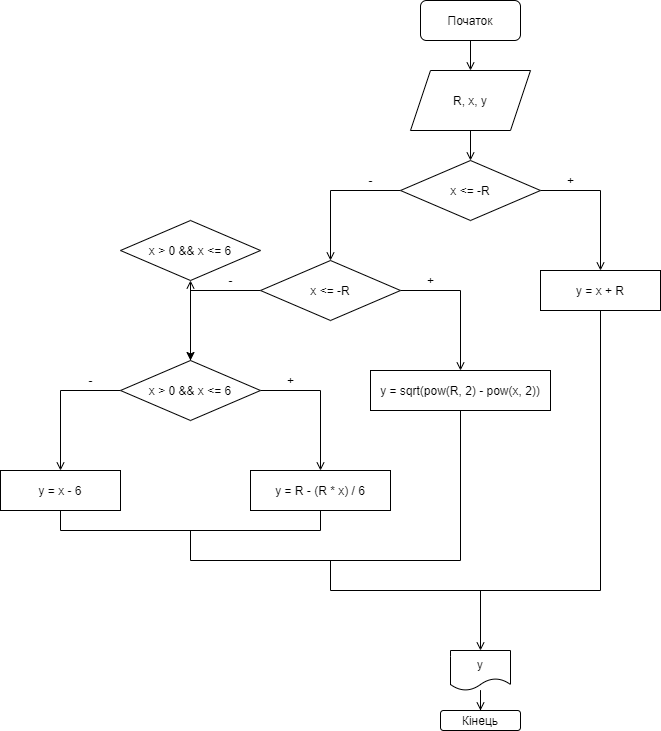 Початок
R, x, y
x <= -R
-
+
x > 0 && x <= 6
x <= -R
-
+
y = x + R
x > 0 && x <= 6
-
+
y = sqrt(pow(R, 2) - pow(x, 2))
y = x - 6
y = R - (R * x) / 6
y
Кінець